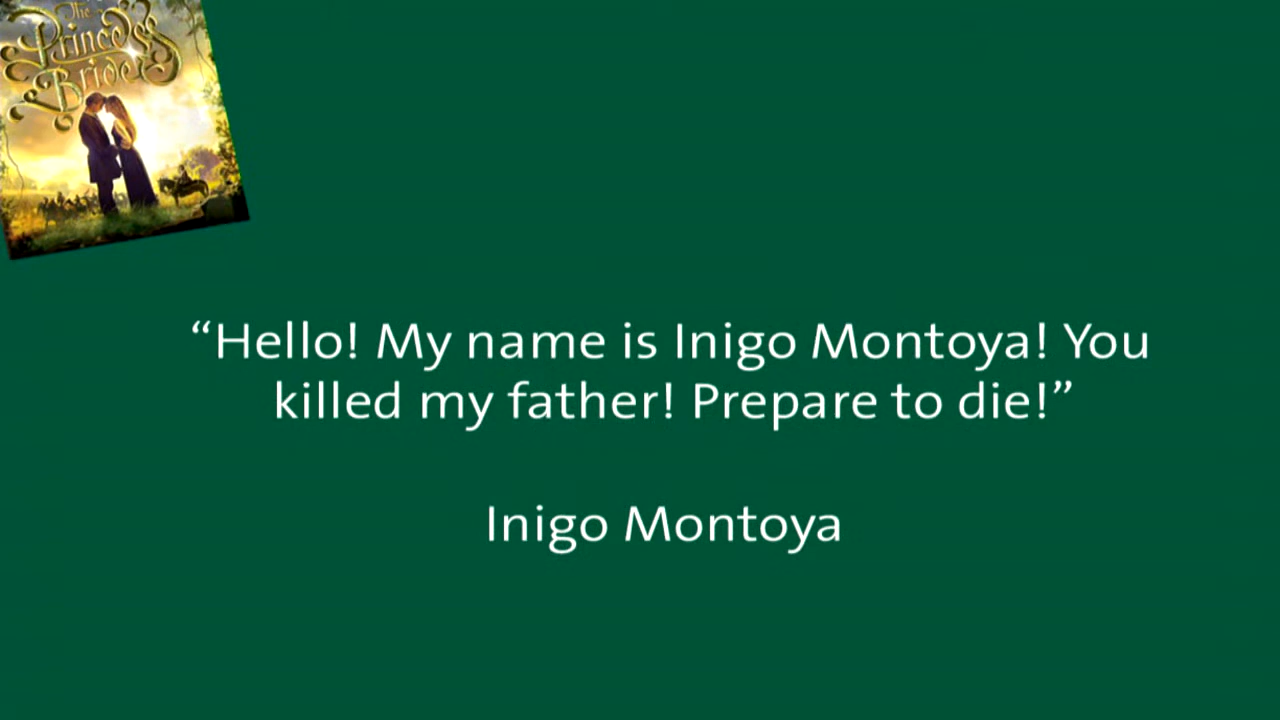 The
Princess
Bride
“Hello! My name is Inigo Montoya! You
killed my father! Prepare to die!”
Inigo Montoya